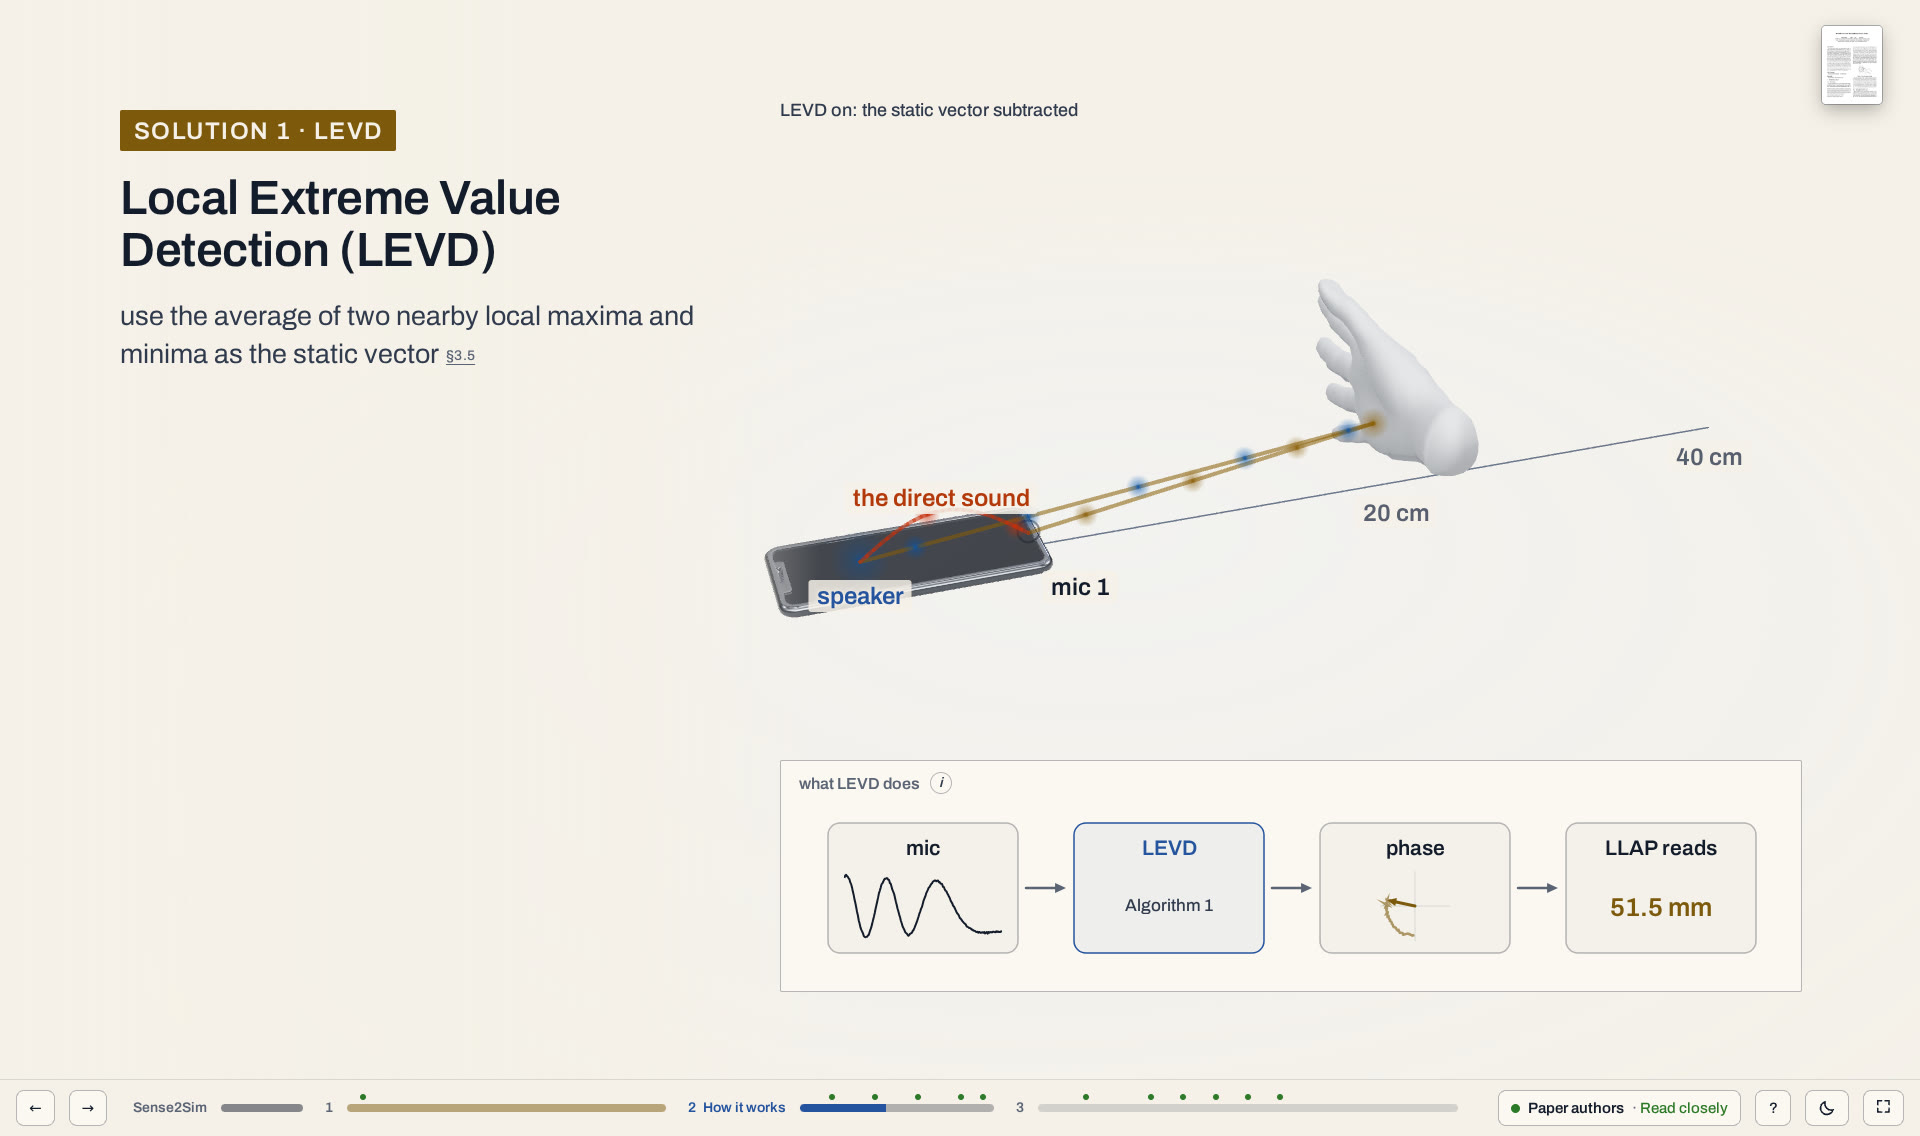 SOLUTION 1 · LEVD
Local Extreme Value
Detection (LEVD)
use the average of two nearby local maxima and
minima as the static vector §3.5
LEVD on: the static vector subtracted
the direct sound
speaker
mic 1
20 cm
40 cm
what LEVD does i
mic
LEVD
Algorithm 1
phase
LLAP reads
51.5 mm
← → Sense2Sim 1 2 How it works 3 Paper authors · Read closely ?